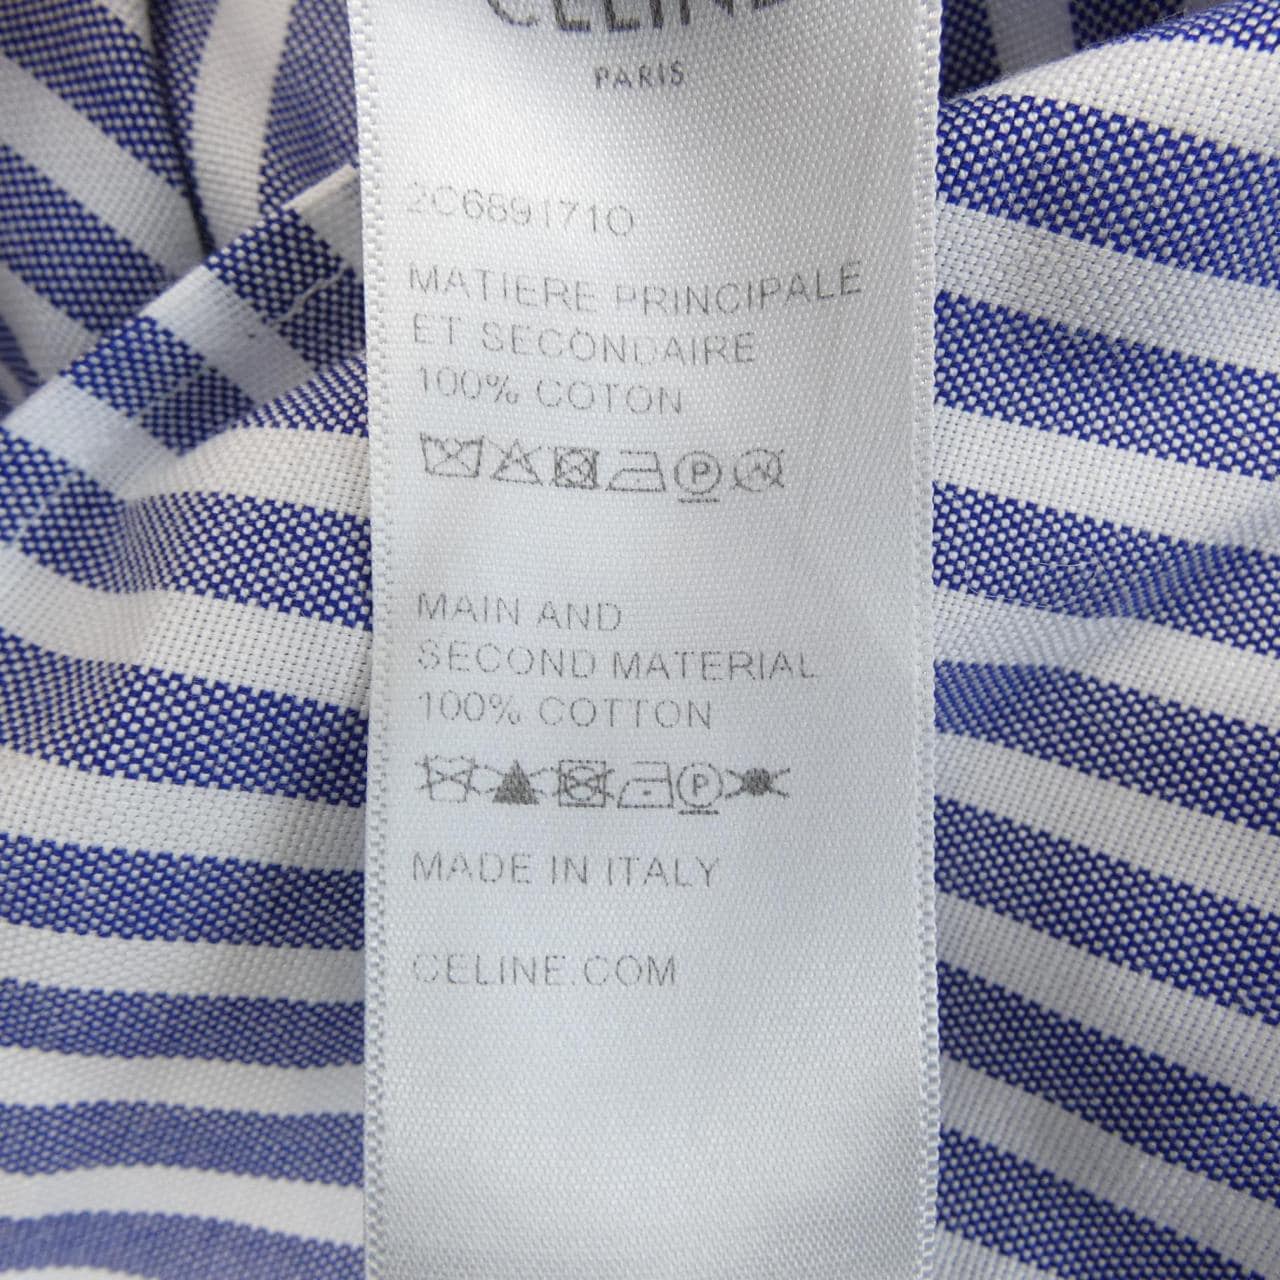 CELINE
PARIS
2C6891710
MATIERE PRINCIPALE
ET SECONDAIRE
100% COTON
P
MAIN AND
SECOND MATERIAL
100% COTTON
P
MADE IN ITALY
CELINE.COM